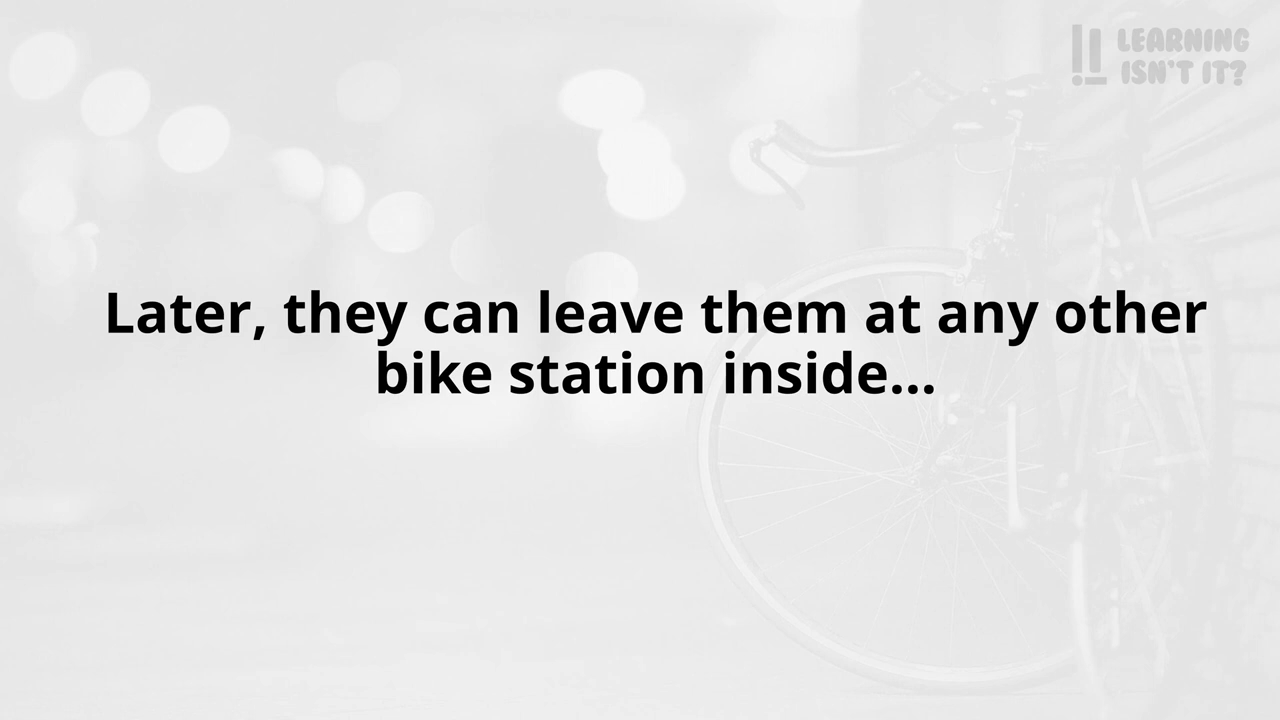 LEARNING
ISN'T IT?
Later, they can leave them at any other
bike station inside...